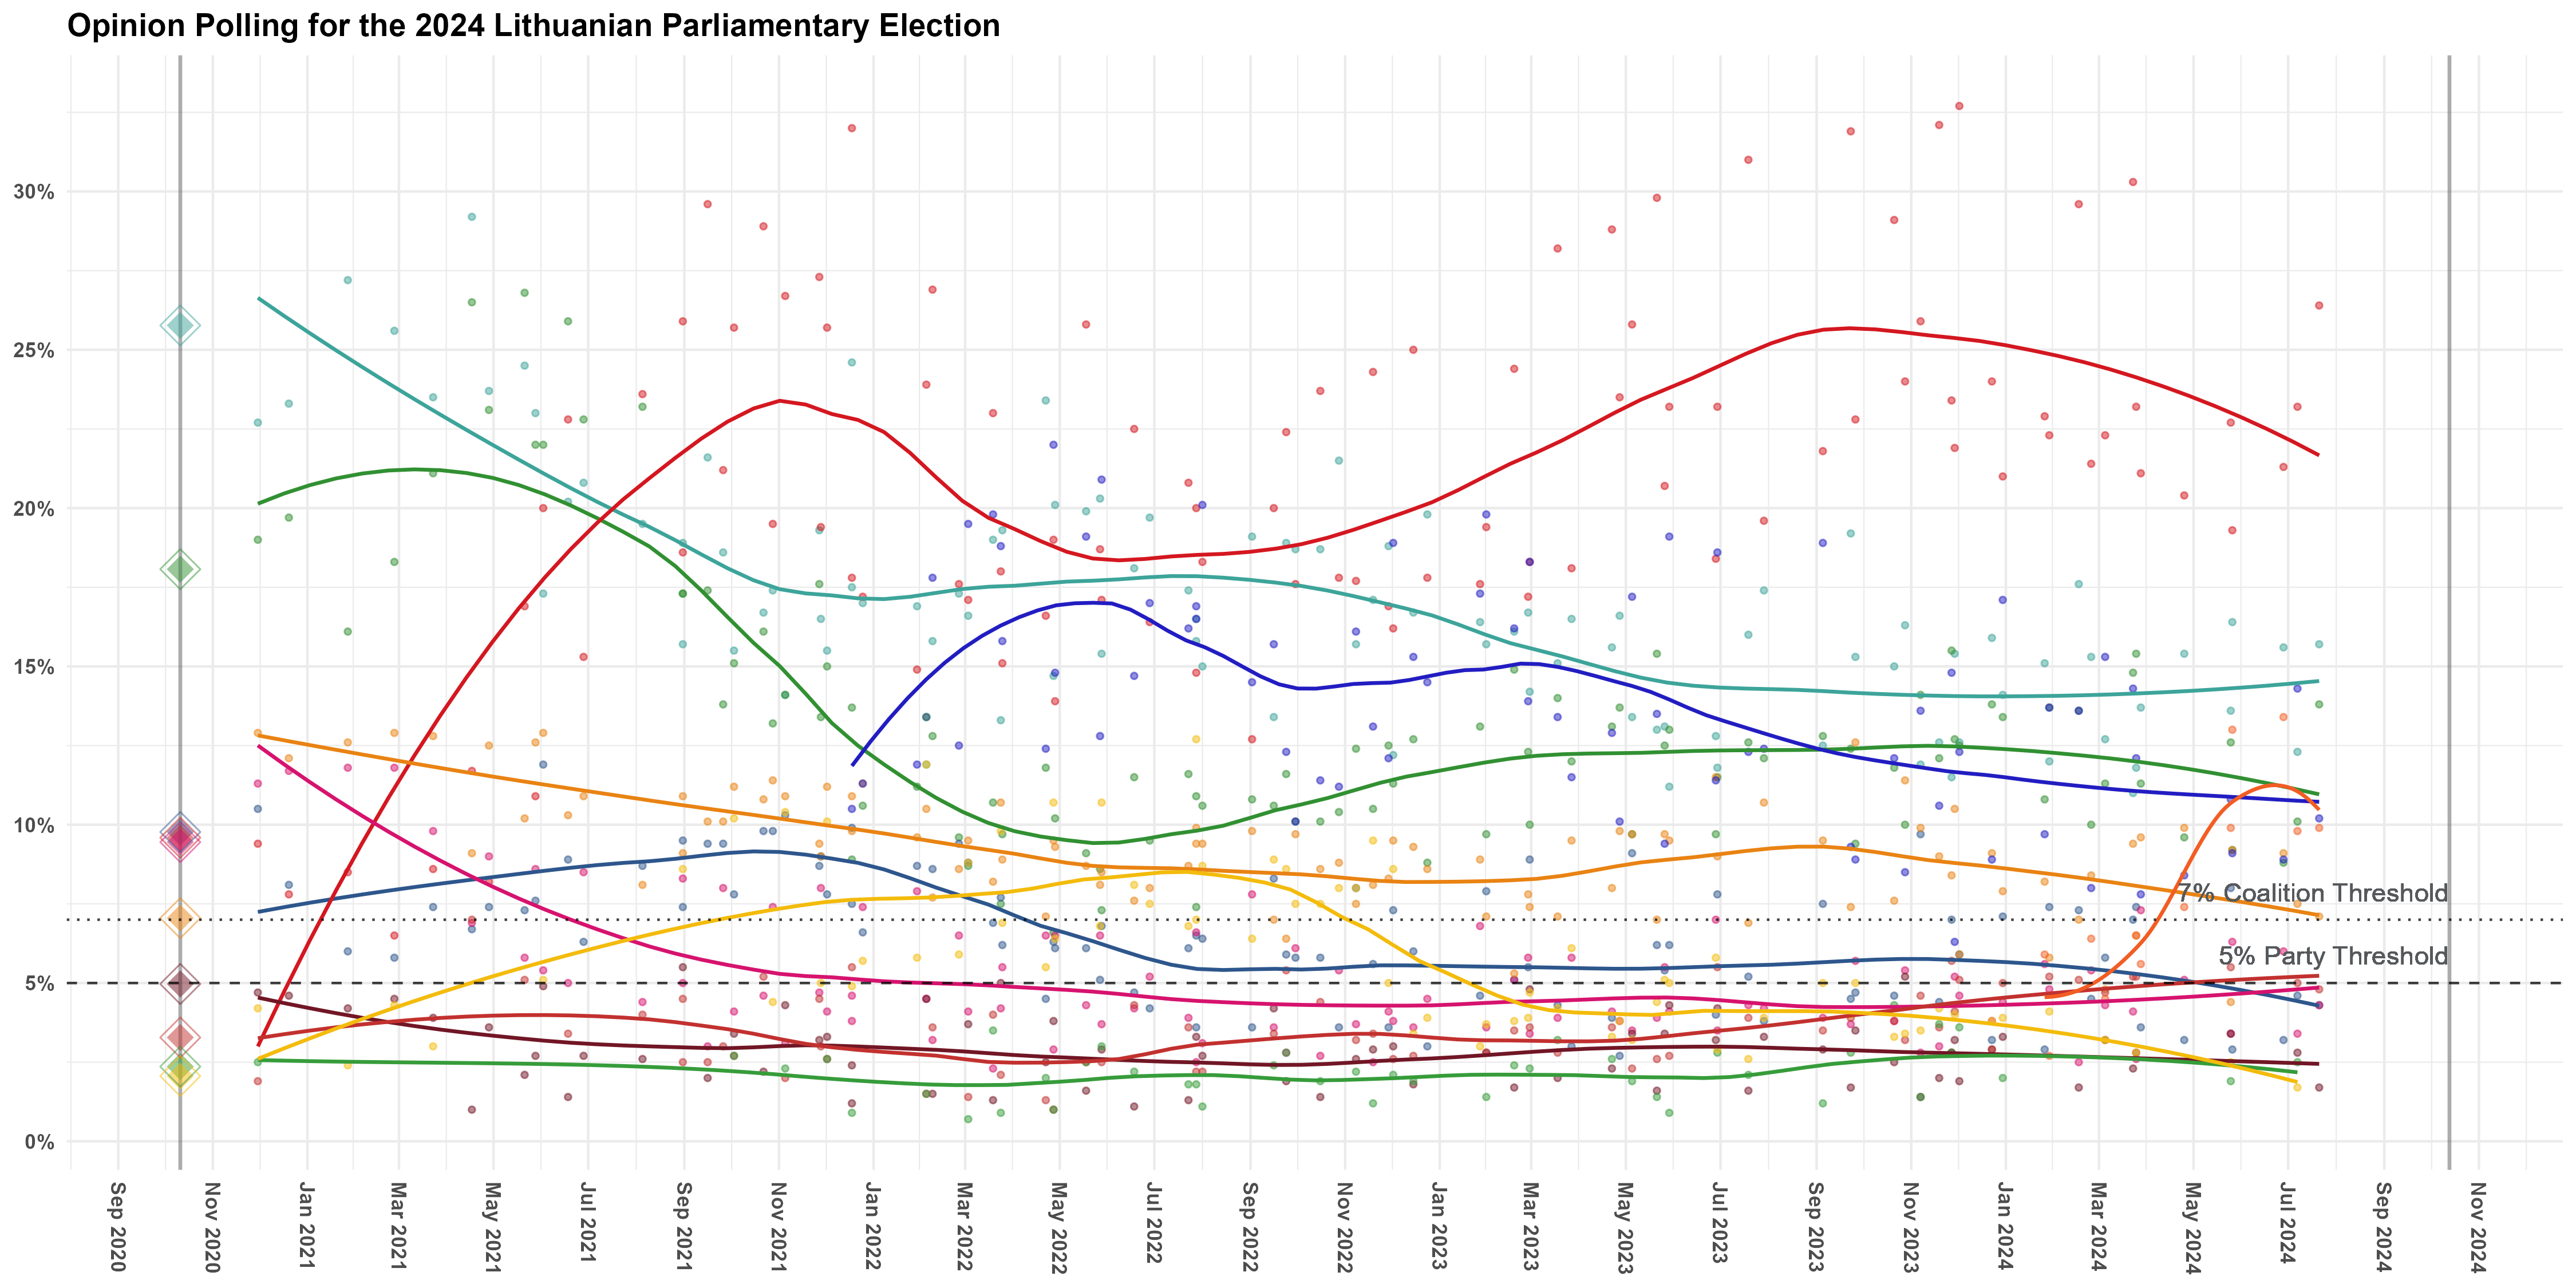 Opinion Polling for the 2024 Lithuanian Parliamentary Election
30%
25%
20%
15%
10%
7% Coalition Threshold
5% Party Threshold
5%
0%
Sep 2020
Nov 2020
Jan 2021
Mar 2021
May 2021
Jul 2021
Sep 2021
Nov 2021
Jan 2022
Mar 2022
May 2022
Jul 2022
Sep 2022
Nov 2022
Jan 2023
Mar 2023
May 2023
Jul 2023
Sep 2023
Nov 2023
Jan 2024
Mar 2024
May 2024
Jul 2024
Sep 2024
Nov 2024